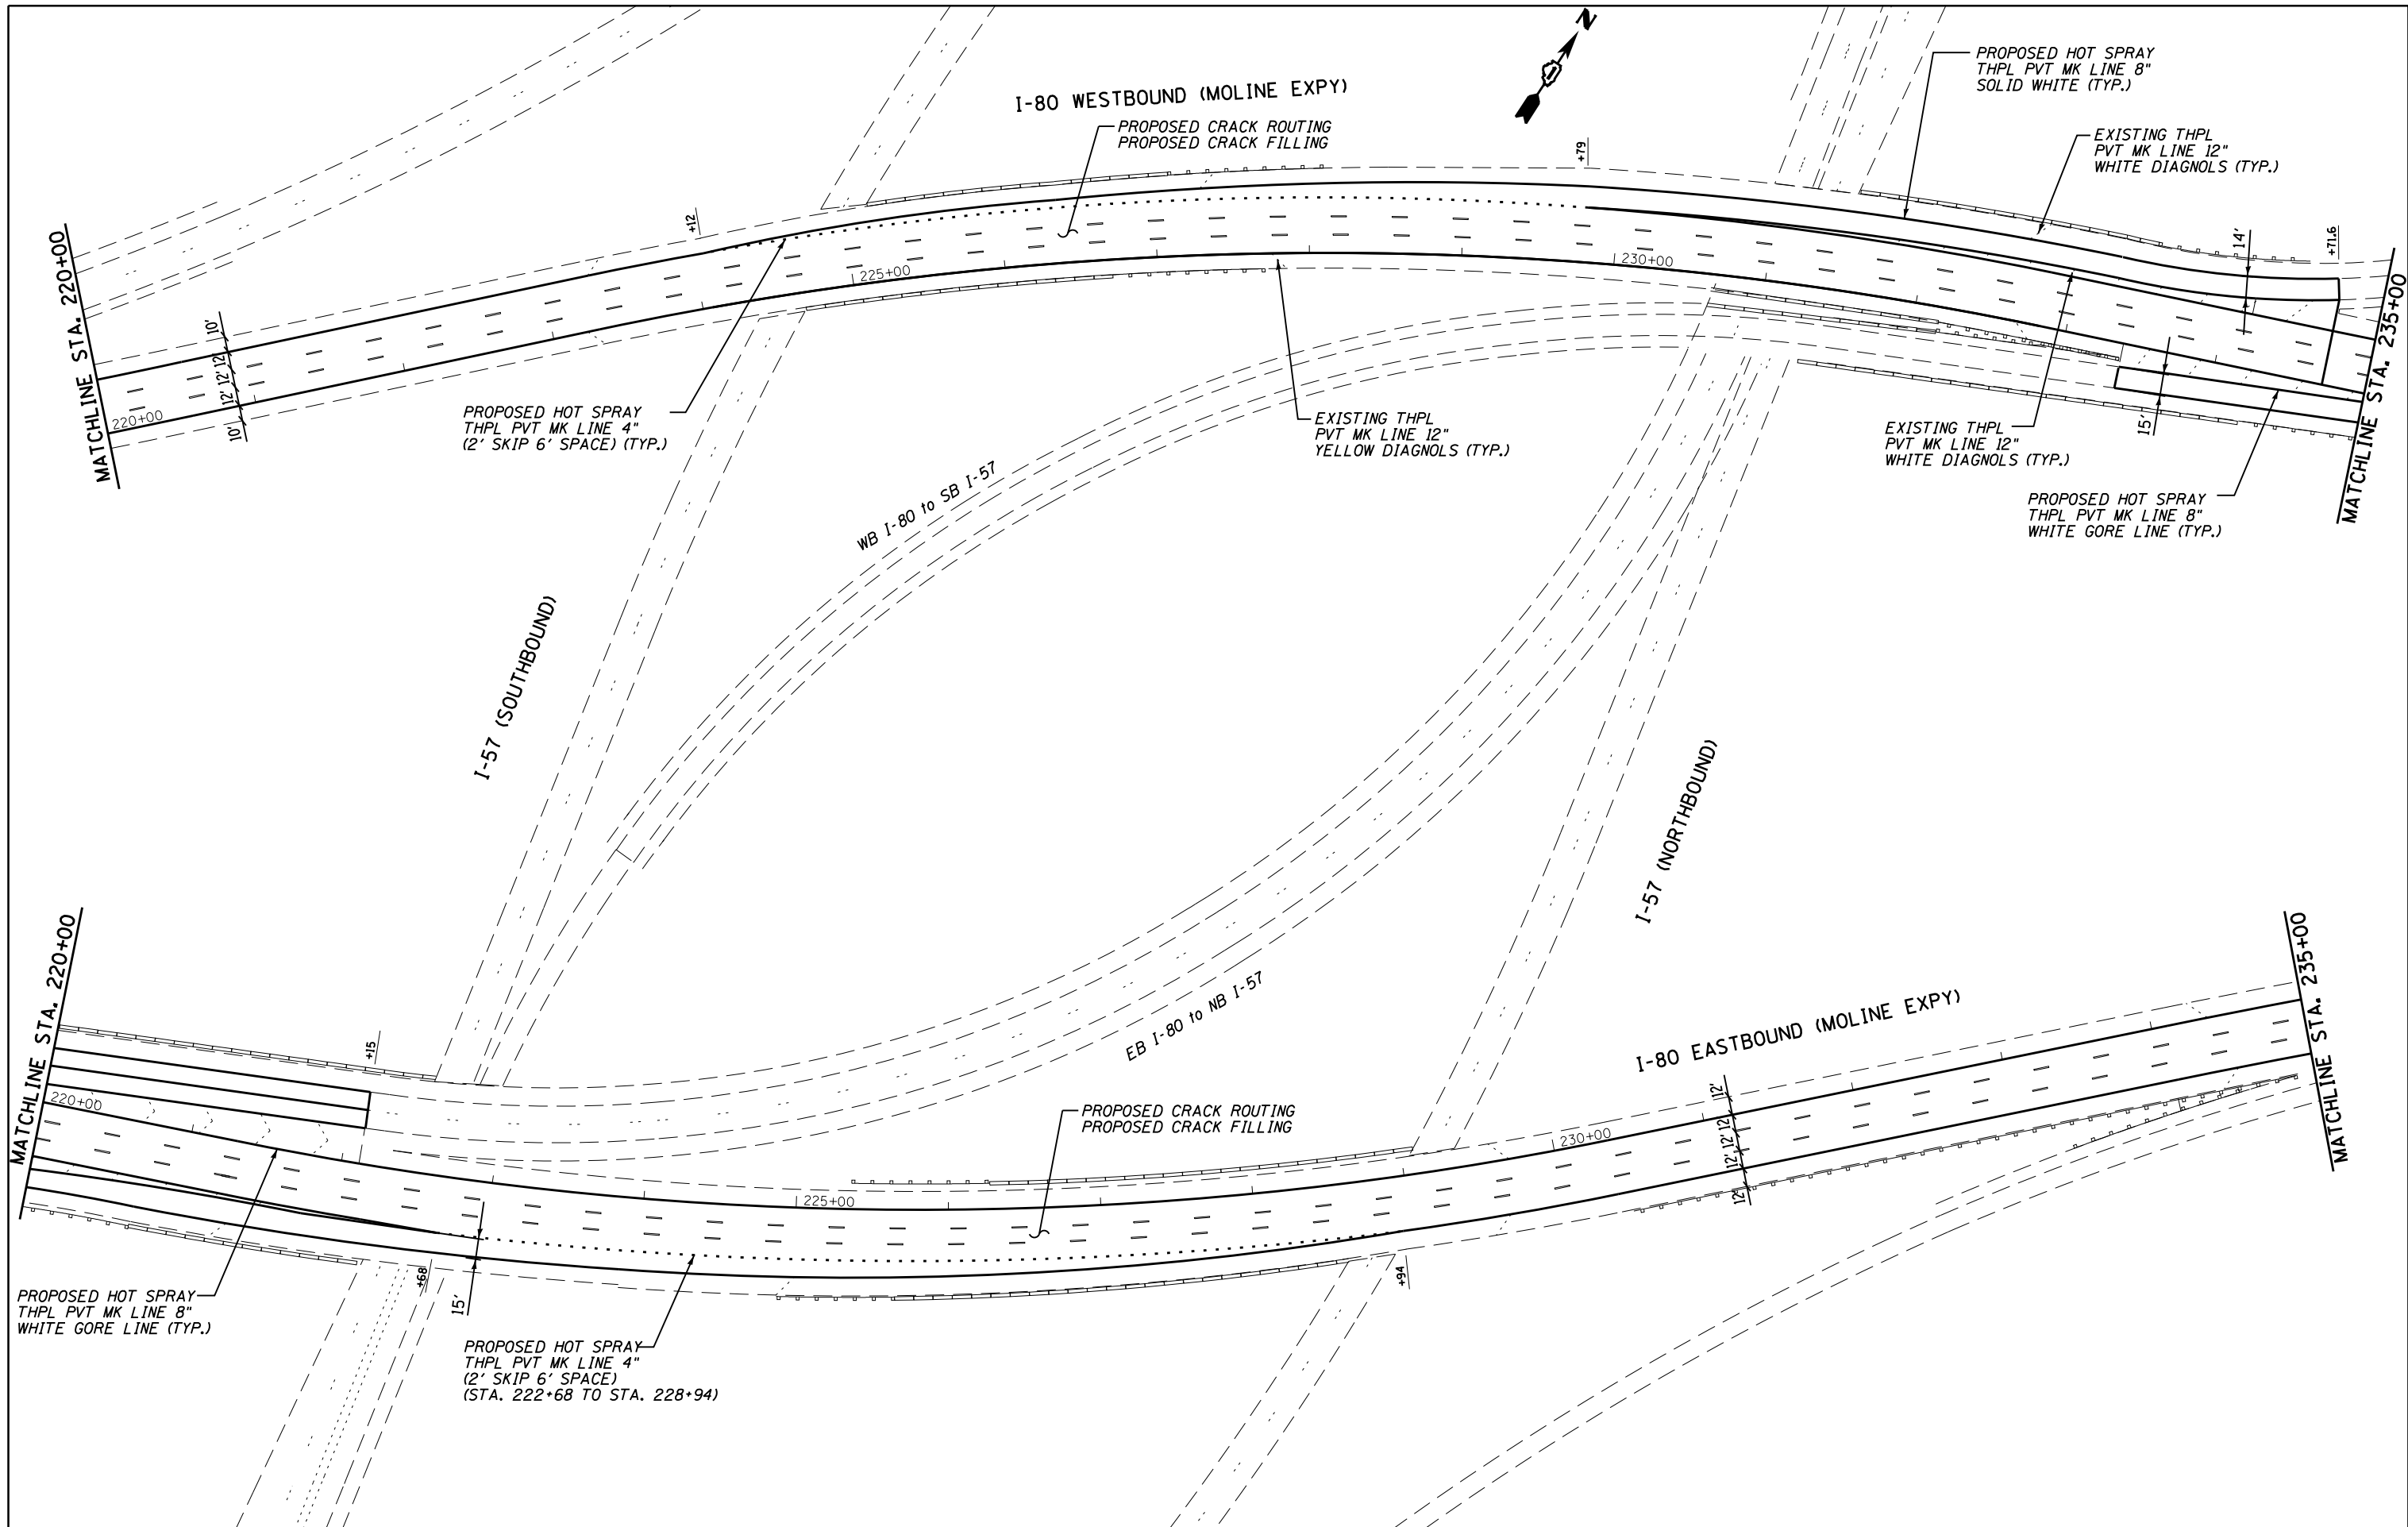 N
I-80 WESTBOUND (MOLINE EXPY)
PROPOSED CRACK ROUTING
PROPOSED CRACK FILLING
PROPOSED HOT SPRAY
THPL PVT MK LINE 8"
SOLID WHITE (TYP.)
EXISTING THPL
PVT MK LINE 12"
WHITE DIAGNOLS (TYP.)
+79
+12
14'
+71.6
MATCHLINE STA. 220+00
220+00
10'
12'
12'
12'
10'
225+00
230+00
MATCHLINE STA. 235+00
PROPOSED HOT SPRAY
THPL PVT MK LINE 4"
(2' SKIP 6' SPACE) (TYP.)
EXISTING THPL
PVT MK LINE 12"
YELLOW DIAGNOLS (TYP.)
EXISTING THPL
PVT MK LINE 12"
WHITE DIAGNOLS (TYP.)
15'
PROPOSED HOT SPRAY
THPL PVT MK LINE 8"
WHITE GORE LINE (TYP.)
WB I-80 to SB I-57
I-57 (SOUTHBOUND)
I-57 (NORTHBOUND)
EB I-80 to NB I-57
I-80 EASTBOUND (MOLINE EXPY)
MATCHLINE STA. 220+00
220+00
+15
PROPOSED CRACK ROUTING
PROPOSED CRACK FILLING
225+00
230+00
12'
12'
12'
12'
12'
MATCHLINE STA. 235+00
+68
15'
+94
PROPOSED HOT SPRAY
THPL PVT MK LINE 8"
WHITE GORE LINE (TYP.)
PROPOSED HOT SPRAY
THPL PVT MK LINE 4"
(2' SKIP 6' SPACE)
(STA. 222+68 TO STA. 228+94)